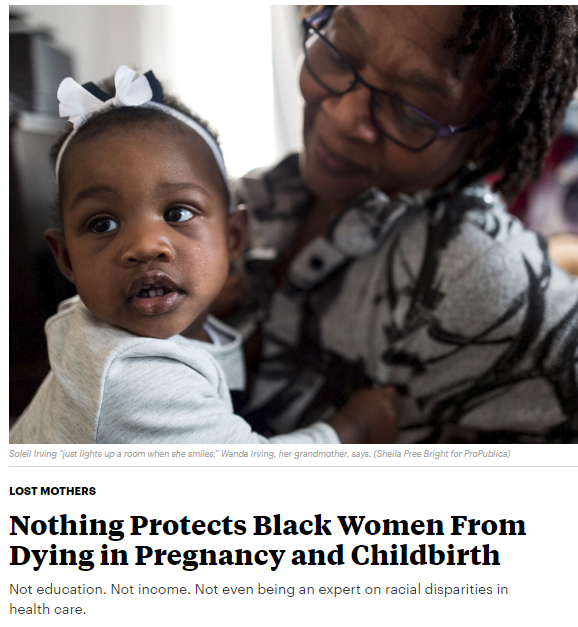 Soleil Irving “just lights up a room when she smiles,” Wanda Irving, her grandmother, says. (Sheila Pree Bright for ProPublica)
LOST MOTHERS
Nothing Protects Black Women From
Dying in Pregnancy and Childbirth
Not education. Not income. Not even being an expert on racial disparities in
health care.